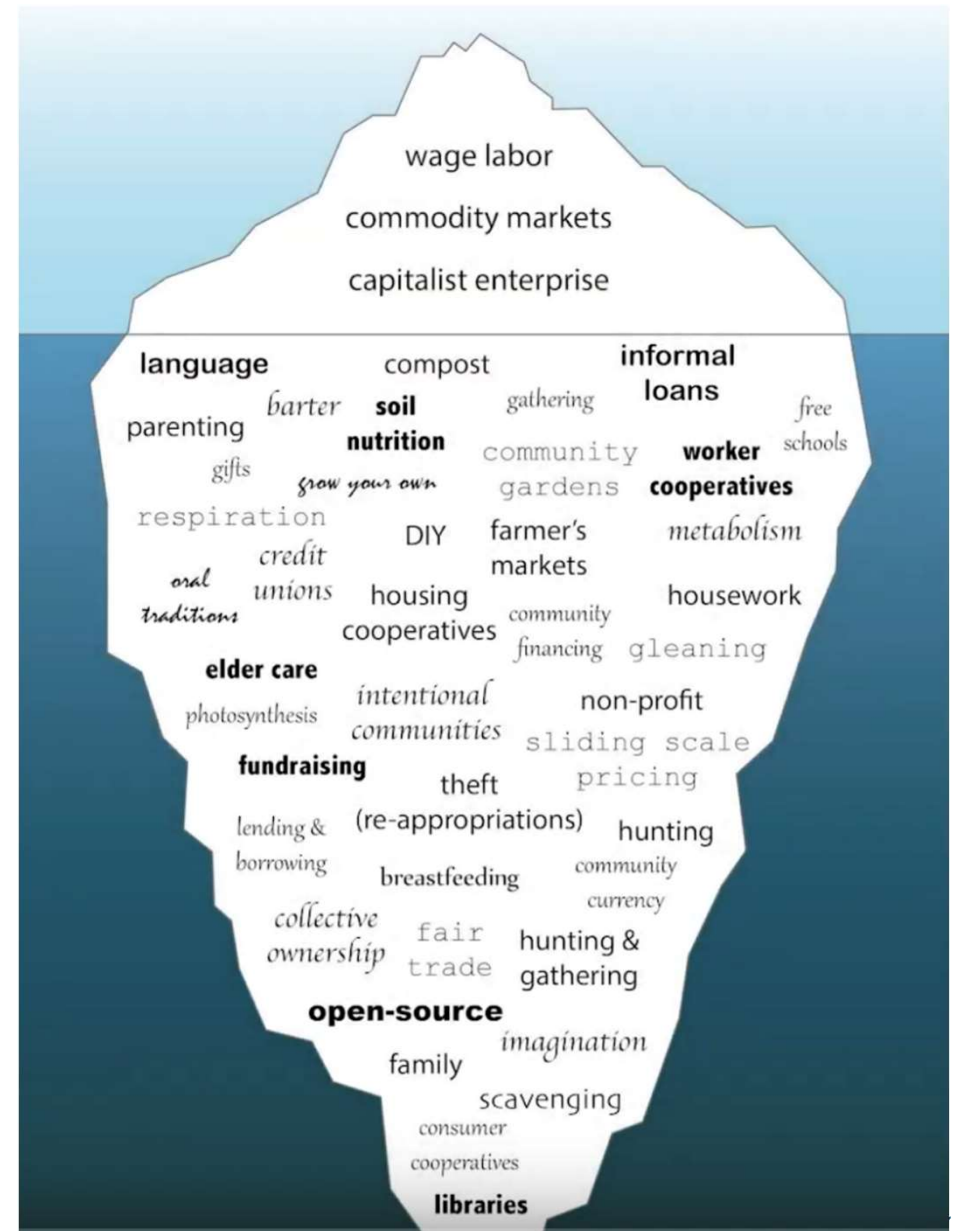 wage labor
commodity markets
capitalist enterprise
language
compost
informal
loans
barter
soil
nutrition
gathering
free
schools
parenting
gifts
grow your own
community
gardens
worker
cooperatives
respiration
DIY
farmer's
markets
metabolism
credit
unions
oral
traditions
housing
cooperatives
community
financing
housework
gleaning
elder care
photosynthesis
intentional
communities
non-profit
sliding scale
pricing
fundraising
theft
(re-appropriations)
hunting
lending &
borrowing
breastfeeding
community
currency
collective
ownership
fair
trade
hunting &
gathering
open-source
imagination
family
scavenging
consumer
cooperatives
libraries